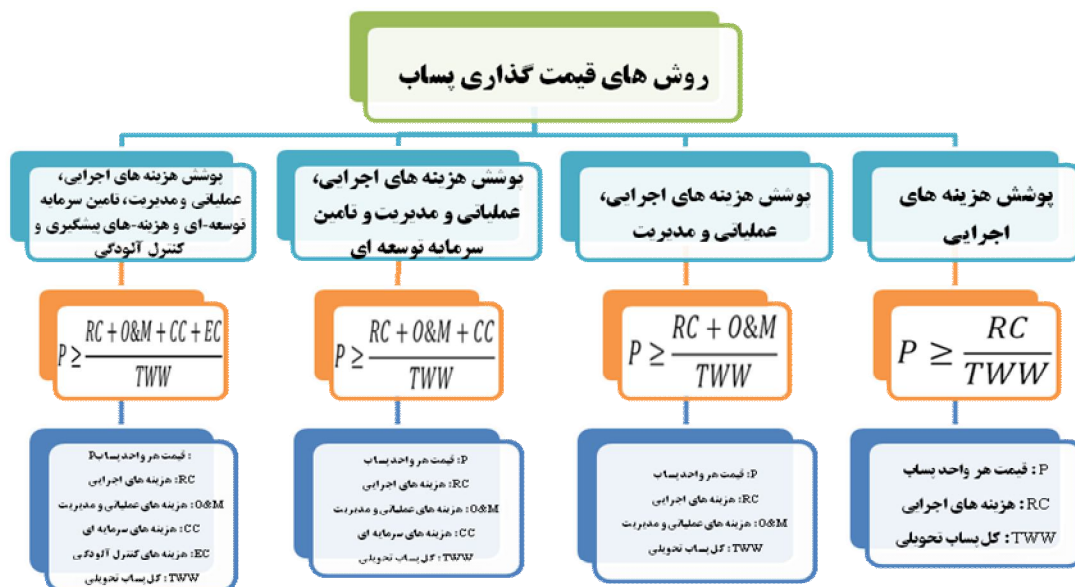 روش های قیمت گذاری پساب
پوشش هزینه های
اجرایی
پوشش هزینه های اجرایی،
عملیاتی و مدیریت
پوشش هزینه های اجرایی،
عملیاتی و مدیریت و تامین
سرمایه توسعه ای
پوشش هزینه های اجرایی،
عملیاتی و مدیریت، تامین سرمایه
توسعه-ای و هزینه-های پیشگیری و
کنترل آلودگی
P ≥ RC / TWW
P ≥ RC + O&M / TWW
P ≥ RC + O&M + CC / TWW
P ≥ RC + O&M + CC + EC / TWW
P: قیمت هر واحد پساب
RC: هزینه های اجرایی
TWW: کل پساب تحویلی
P: قیمت هر واحد پساب
RC: هزینه های اجرایی
O&M: هزینه های عملیاتی و مدیریت
TWW: کل پساب تحویلی
P: قیمت هر واحد پساب
RC: هزینه های اجرایی
O&M: هزینه های عملیاتی و مدیریت
CC: هزینه های سرمایه ای
TWW: کل پساب تحویلی
: قیمت هر واحد پسابP
RC: هزینه های اجرایی
O&M: هزینه های عملیاتی و مدیریت
CC: هزینه های سرمایه ای
EC: هزینه های کنترل آلودگی
TWW: کل پساب تحویلی